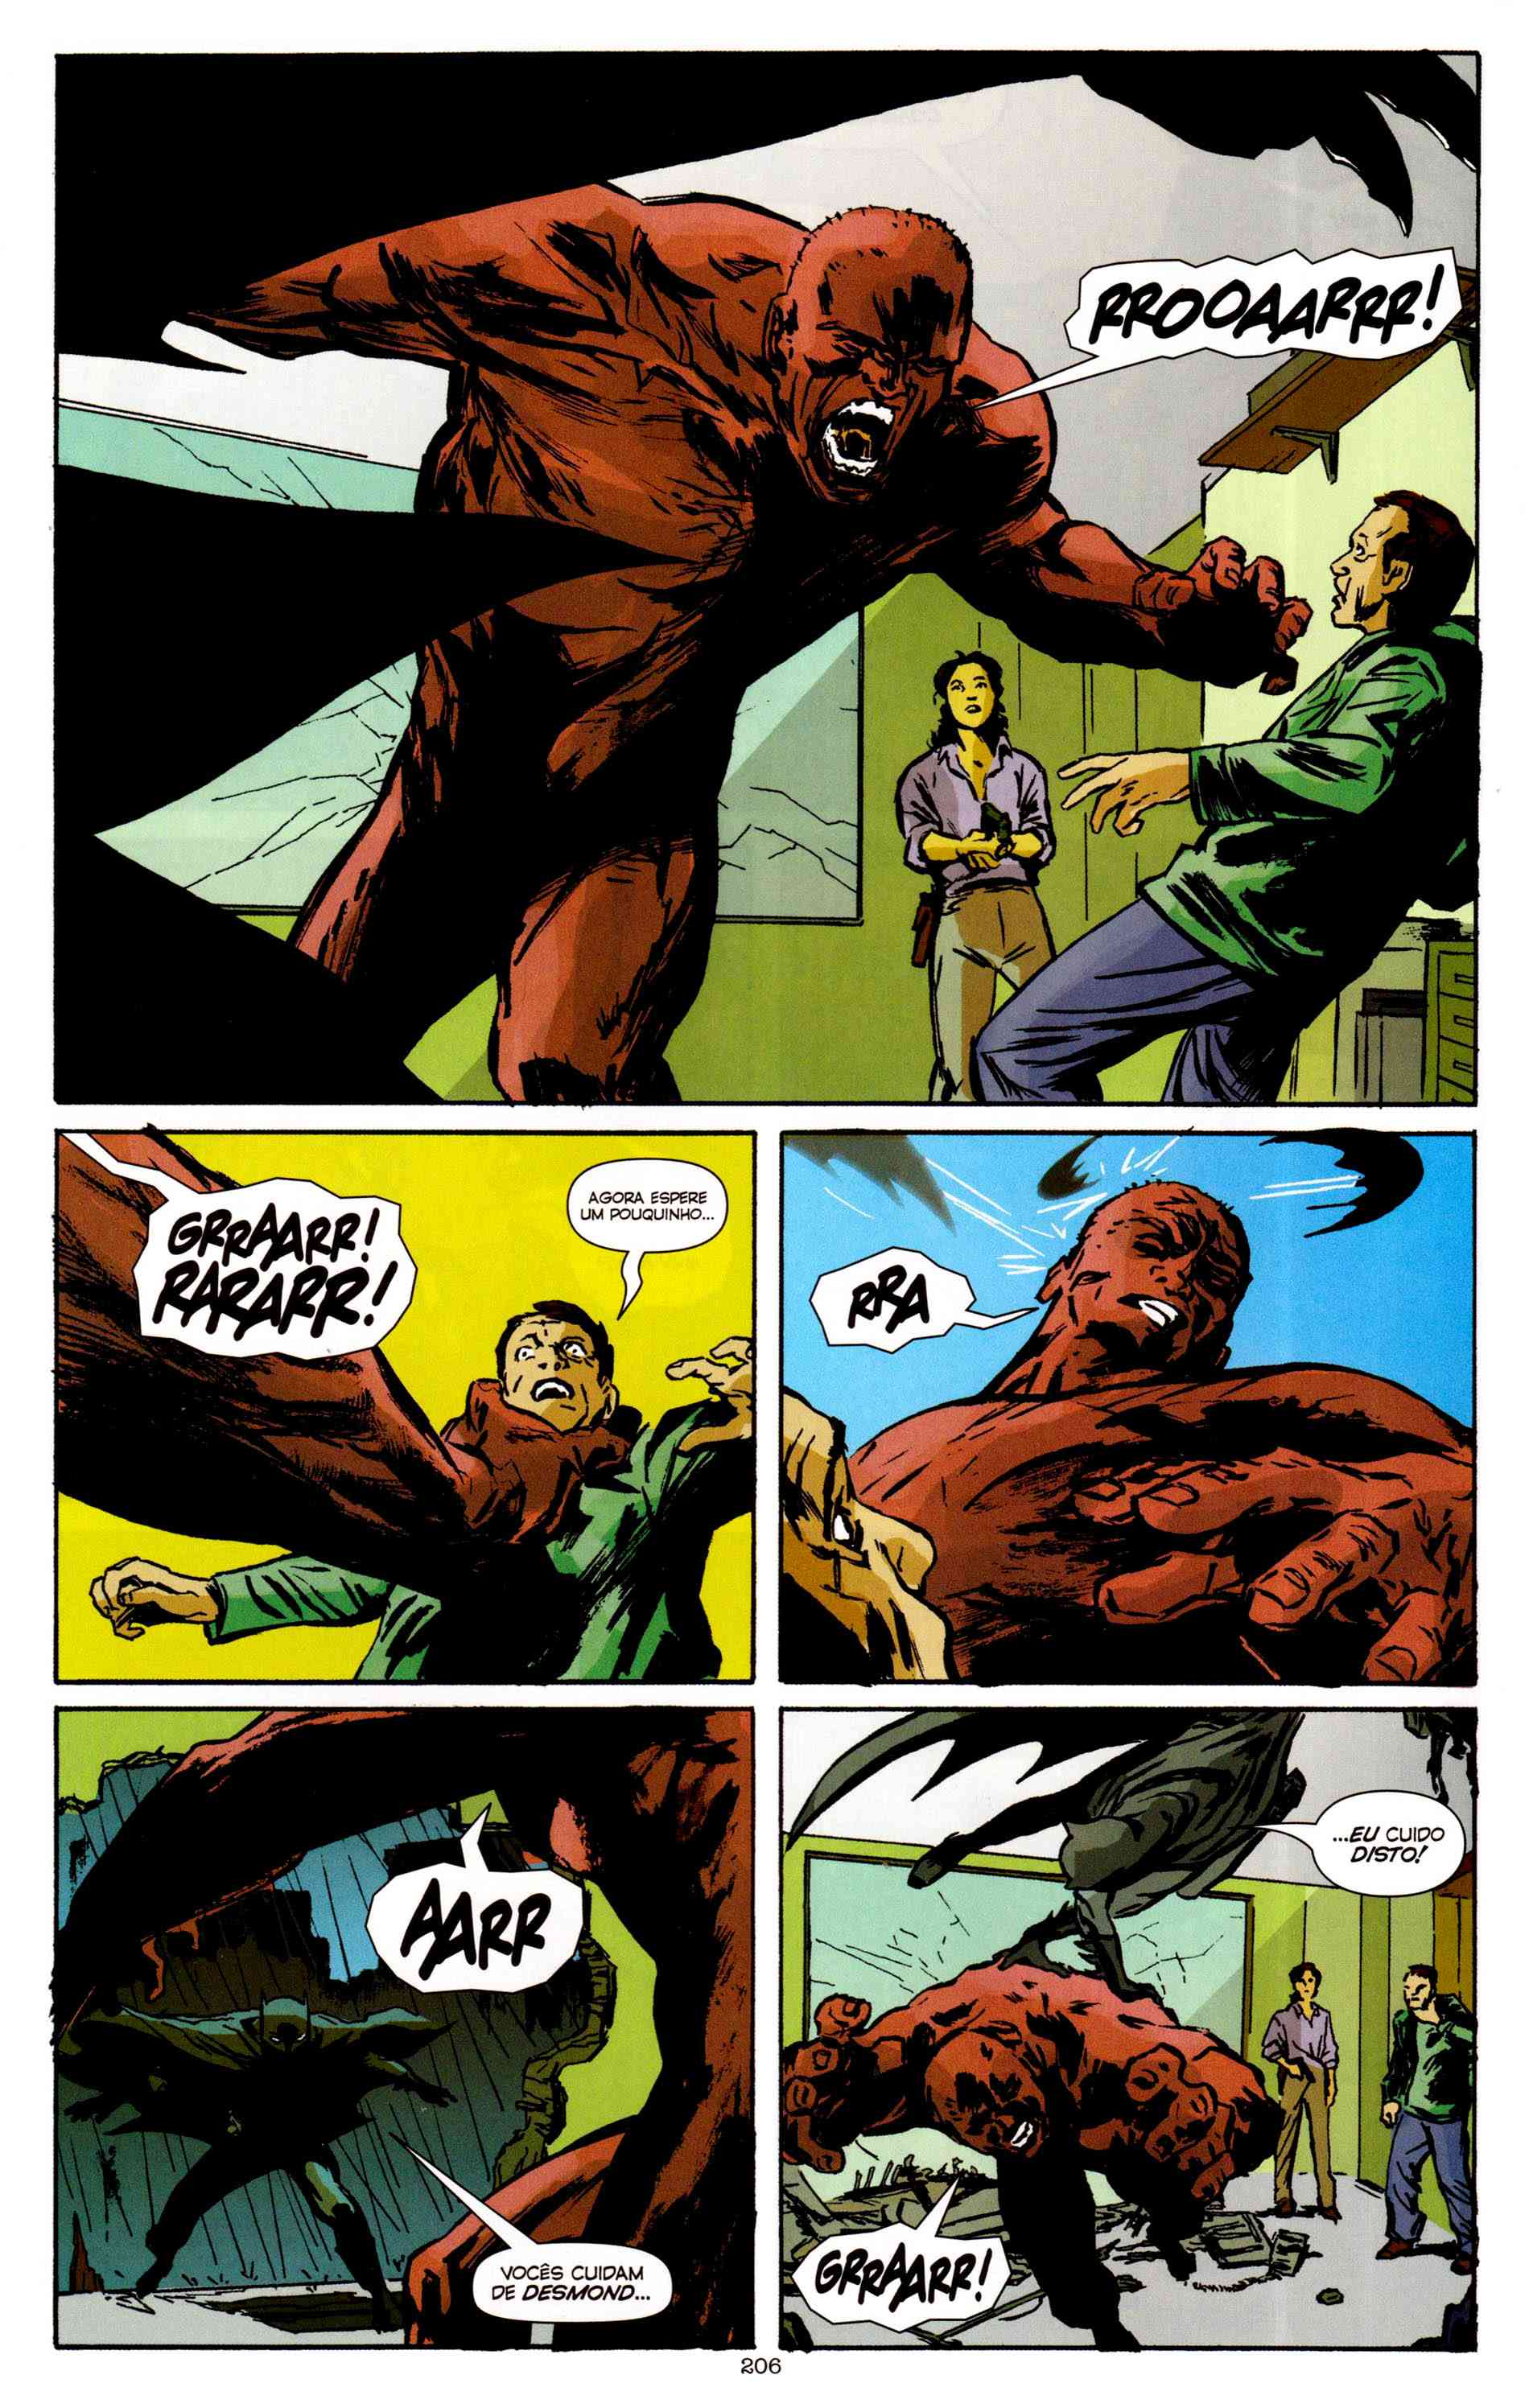 RROOAARRR!
GRRAARR!
RARARR!
AGORA ESPERE
UM POUQUINHO...
RRA
AARR
VOCÊS CUIDAM
DE DESMOND...
...EU CUIDO
DISTO!
GRRAARR!
206